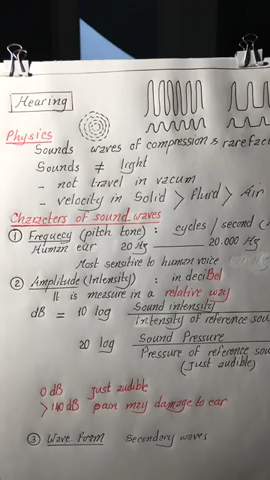 Hearing
Physics
Sounds waves of compression & rarefac
Sounds ≠ light
- not travel in vacum
- velocity in Solid > fluid > Air
Characters of sound waves
① Frequecy (pitch tone) : cycles / second (
Human ear 20 Hz ___ 20.000 Hz
Most sensitive to human voice
② Amplitude (Intensity) : in deciBel
It is measure in a relative way
dB = 10 log Sound intensity
Intensity of reference sou
20 log Sound Pressure
Pressure of reference sou
(just audible)
0 dB Just audible
>140 dB pain may damage to ear
③ Wave form Secondary waves